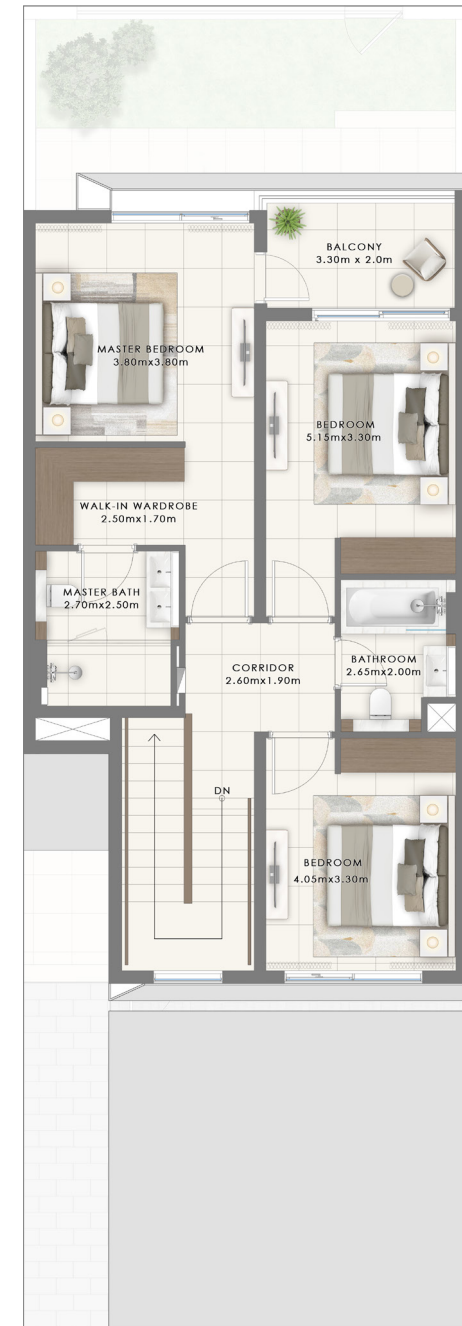 BALCONY
3.30m x 2.0m
MASTER BEDROOM
3.80mx3.80m
BEDROOM
5.15mx3.30m
WALK-IN WARDROBE
2.50mx1.70m
MASTER BATH
2.70mx2.50m
CORRIDOR
2.60mx1.90m
BATHROOM
2.65mx2.00m
DN
BEDROOM
4.05mx3.30m